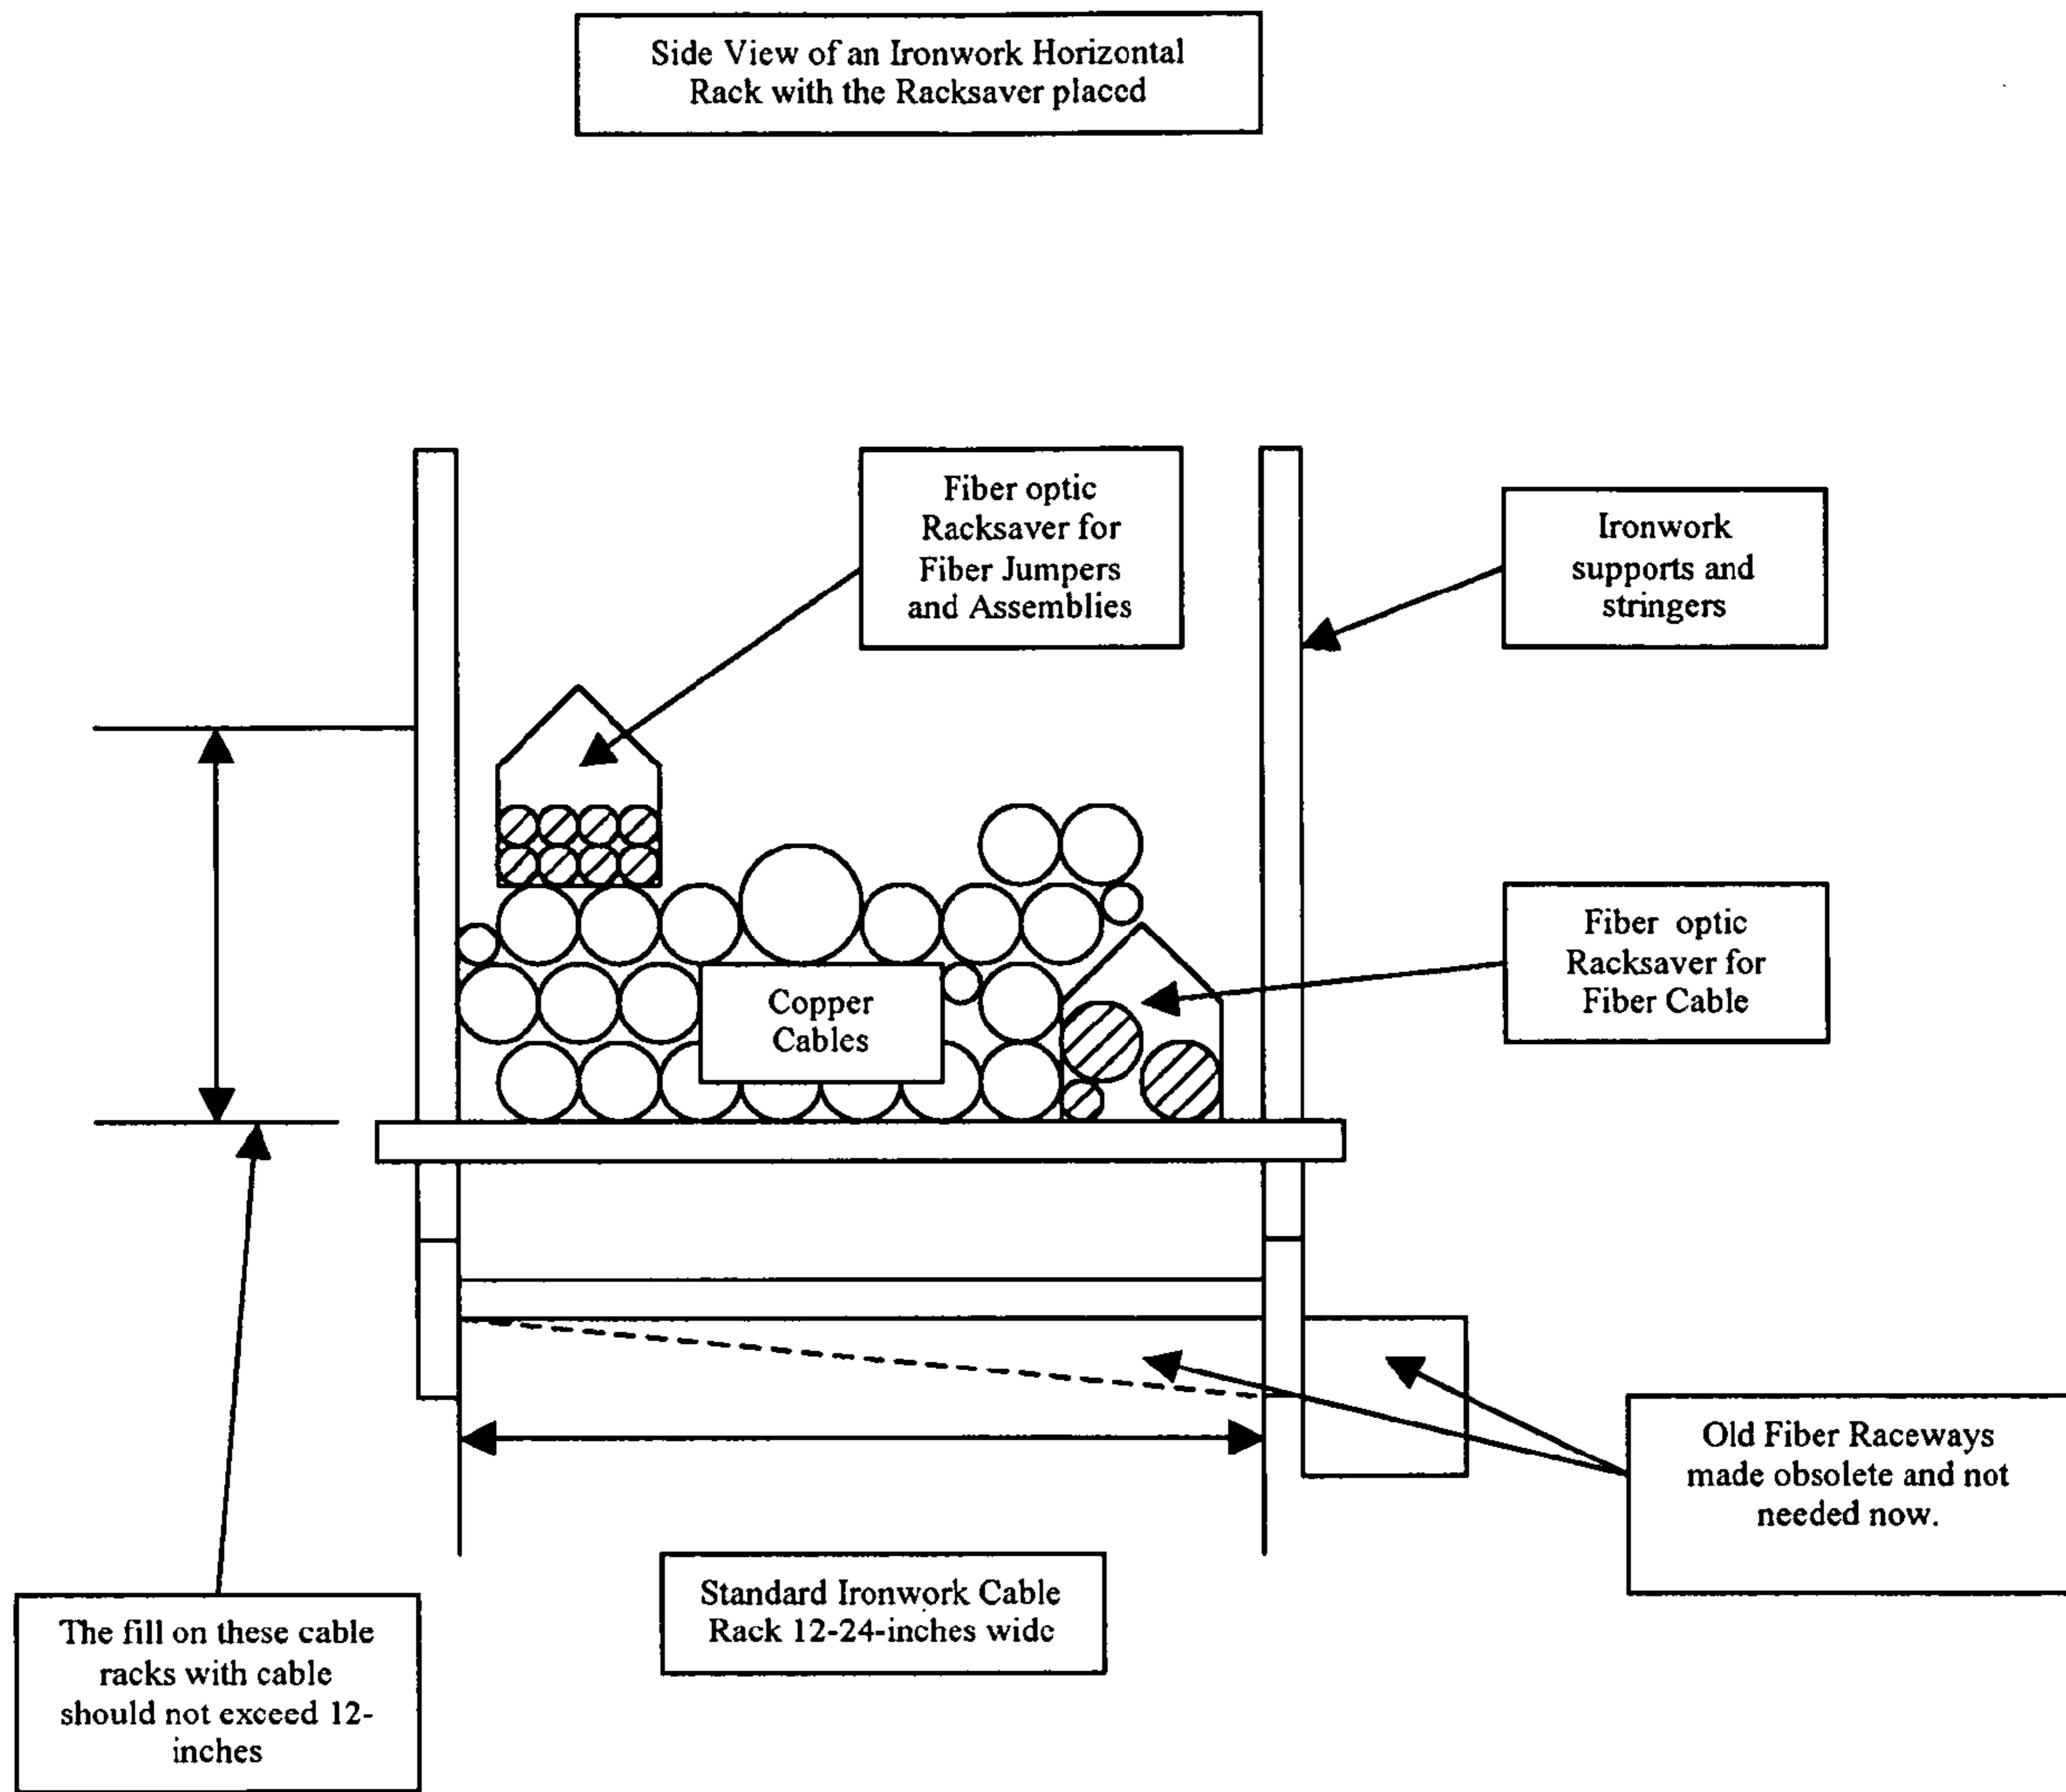 Side View of an Ironwork Horizontal
Rack with the Racksaver placed
Fiber optic
Racksaver for
Fiber Jumpers
and Assemblies
Ironwork
supports and
stringers
Fiber optic
Racksaver for
Fiber Cable
Copper
Cables
Old Fiber Raceways
made obsolete and not
needed now.
Standard Ironwork Cable
Rack 12-24-inches wide
The fill on these cable
racks with cable
should not exceed 12-
inches